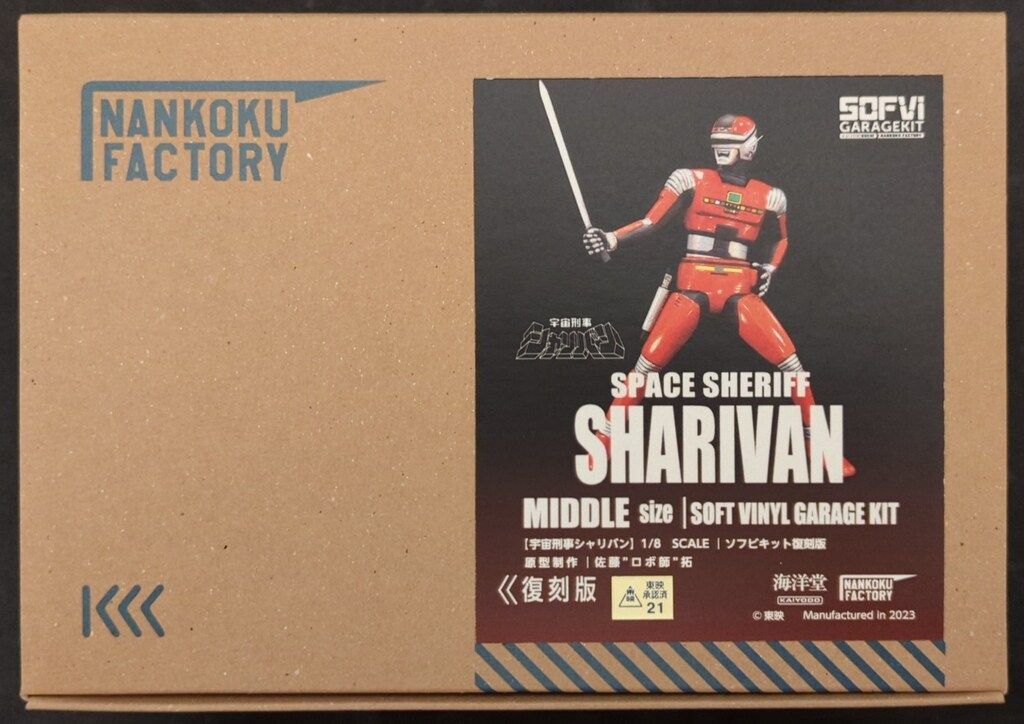 NANKOKU
FACTORY
SOFVI
GARAGEKIT
宇宙刑事
シャリバン
SPACE SHERIFF
SHARIVAN
MIDDLE size | SOFT VINYL GARAGE KIT
【宇宙刑事シャリバン】1/8 SCALE | ソフビキット復刻版
原型制作 | 佐藤"ロボ師"拓
復刻版
東映
東映
承認済
21
海洋堂
KAIYODO
NANKOKU
FACTORY
©東映 Manufactured in 2023